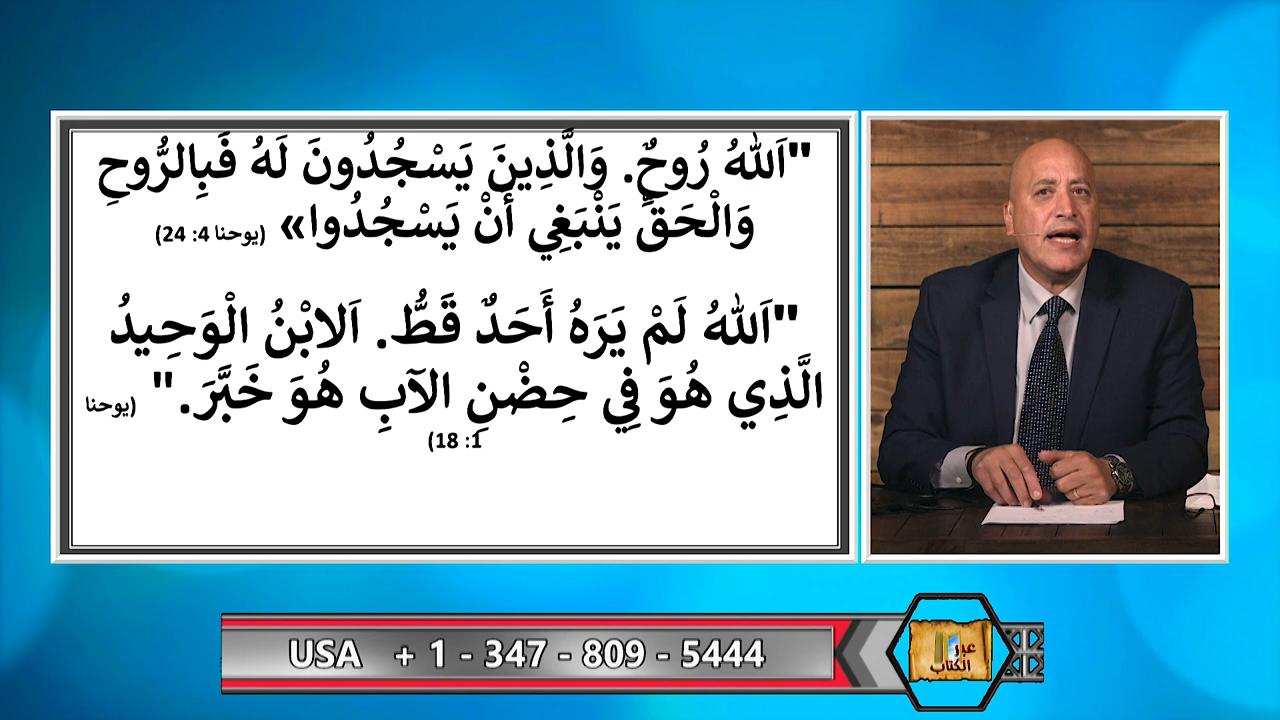 "اَللهُ رُوحٌ. وَالَّذِينَ يَسْجُدُونَ لَهُ فَبِالرُّوحِ
وَالْحَقِّ يَنْبَغِي أَنْ يَسْجُدُوا» (يوحنا 4: 24)
"اَللهُ لَمْ يَرَهُ أَحَدٌ قَطُّ. اَلابْنُ الْوَحِيدُ
الَّذِي هُوَ فِي حِضْنِ الآبِ هُوَ خَبَّرَ." (يوحنا
1: 18)
USA + 1 - 347 - 809 - 5444
عبر
الكتاب